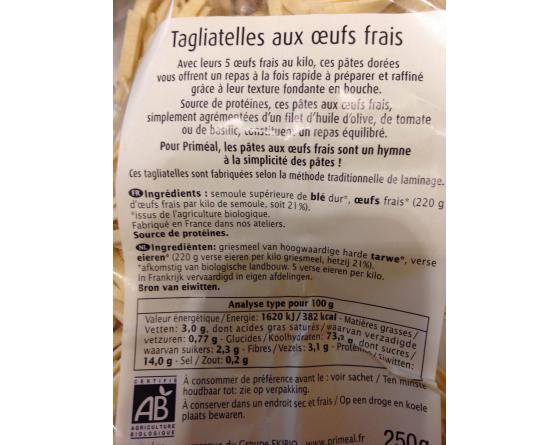 Tagliatelles aux œufs frais
Avec leurs 5 œufs frais au kilo, ces pâtes dorées
vous offrent un repas à la fois rapide à préparer et raffiné
grâce à leur texture fondante en bouche.
Source de protéines, ces pâtes aux œufs frais,
simplement agrémentées d'un filet d'huile d'olive, de tomate
ou de basilic, constituent un repas équilibré.
Pour Priméal, les pâtes aux œufs frais sont un hymne
à la simplicité des pâtes !
Ces tagliatelles sont fabriquées selon la méthode traditionnelle de laminage.
FR Ingrédients : semoule supérieure de blé dur*, œufs frais* (220 g
d'œufs frais par kilo de semoule, soit 21%).
*issus de l'agriculture biologique.
Fabriqué en France dans nos ateliers.
Source de protéines.
NL Ingrediënten: griesmeel van hoogwaardige harde tarwe*, verse
eieren* (220 g verse eieren per kilo griesmeel, hetzij 21%).
*afkomstig van biologische landbouw. 5 verse eieren per kilo.
In Frankrijk vervaardigd in eigen afdelingen.
Bron van eiwitten.
Analyse type pour 100 g
Valeur énergétique / Energie: 1620 kJ / 382 kcal - Matières grasses /
Vetten: 3,0 g, dont acides gras saturés / waarvan verzadigde
vetzuren: 0,77 g - Glucides / Koolhydraten: 73,2 g, dont sucres /
waarvan suikers: 2,3 g - Fibres / Vezels: 3,1 g - Protéines / Eiwitten:
14,0 g - Sel / Zout: 0,2 g
CERTIFIÉ
AB
AGRICULTURE
BIOLOGIQUE
À consommer de préférence avant le : voir sachet / Ten minste
houdbaar tot: zie op verpakking.
À conserver dans un endroit sec et frais / Op een droge en koele
plaats bewaren.
du Groupe EKIBIO www.primeal.fr
250g